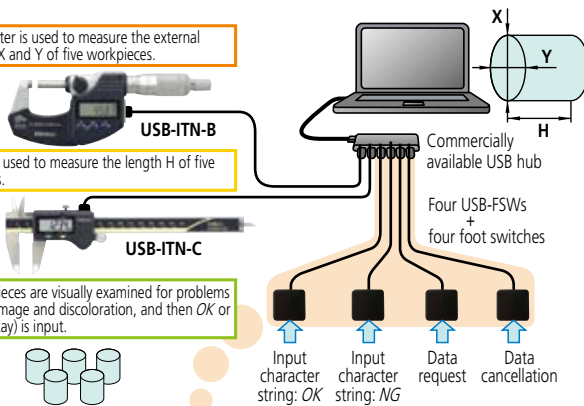 ter is used to measure the external
X and Y of five workpieces.
USB-ITN-B
used to measure the length H of five
s.
USB-ITN-C
ieces are visually examined for problems
mage and discoloration, and then OK or
ay) is input.
X
Y
H
Commercially
available USB hub
Four USB-FSWs
+
four foot switches
Input
character
string: OK
Input
character
string: NG
Data
request
Data
cancellation